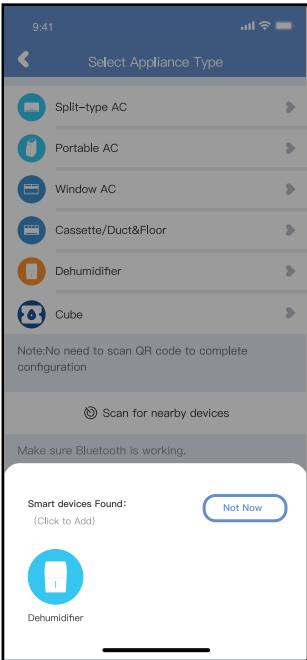 9:41
Select Appliance Type
Split-type AC
Portable AC
Window AC
Cassette/Duct&Floor
Dehumidifier
Cube
Note:No need to scan QR code to complete
configuration
Scan for nearby devices
Make sure Bluetooth is working.
Smart devices Found:
(Click to Add)
Not Now
Dehumidifier